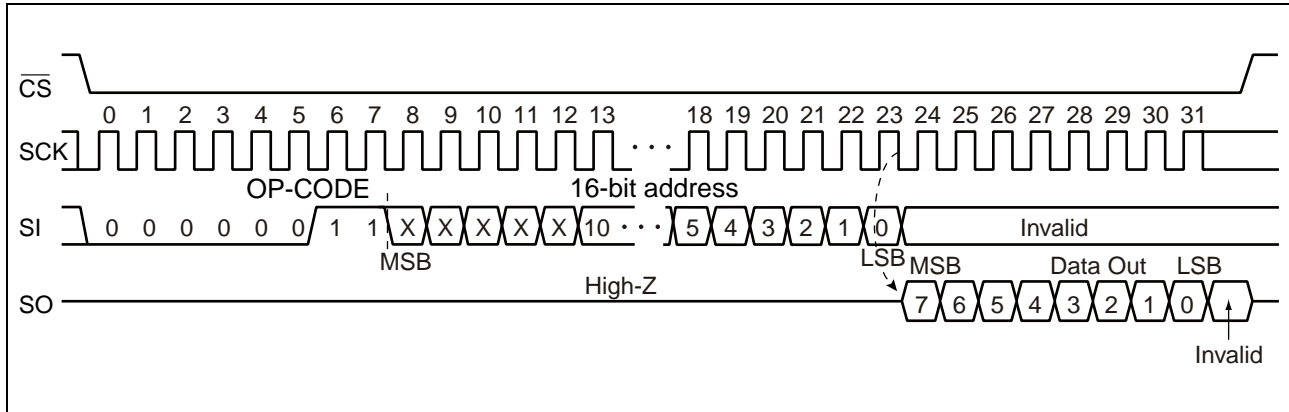 CS
0 1 2 3 4 5 6 7 8 9 10 11 12 13 18 19 20 21 22 23 24 25 26 27 28 29 30 31
SCK ···
OP-CODE 16-bit address
SI 0 0 0 0 0 0 1 1 X X X X X 10 ··· 5 4 3 2 1 0 Invalid
MSB LSB MSB Data Out LSB
High-Z
SO 7 6 5 4 3 2 1 0
Invalid